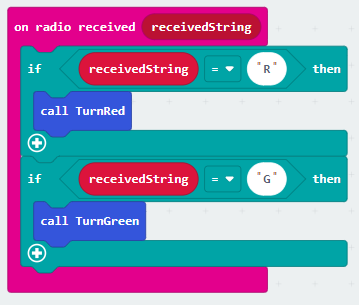 on radio received receivedString
if receivedString = "R" then
call TurnRed
if receivedString = "G" then
call TurnGreen